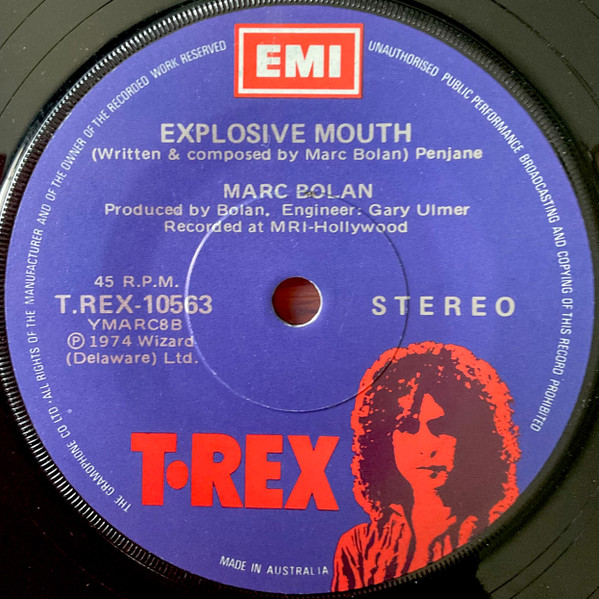 EMI
THE GRAMOPHONE CO LTD · ALL RIGHTS OF THE MANUFACTURER AND OF THE OWNER OF THE RECORDED WORK RESERVED
UNAUTHORISED PUBLIC PERFORMANCE BROADCASTING AND COPYING OF THIS RECORD PROHIBITED
EXPLOSIVE MOUTH
(Written & composed by Marc Bolan) Penjane
MARC BOLAN
Produced by Bolan. Engineer: Gary Ulmer
Recorded at MRI-Hollywood
45 R.P.M.
T.REX-10563
STEREO
YMARC8B
Ⓟ 1974 Wizard
(Delaware) Ltd.
T·REX
MADE IN AUSTRALIA